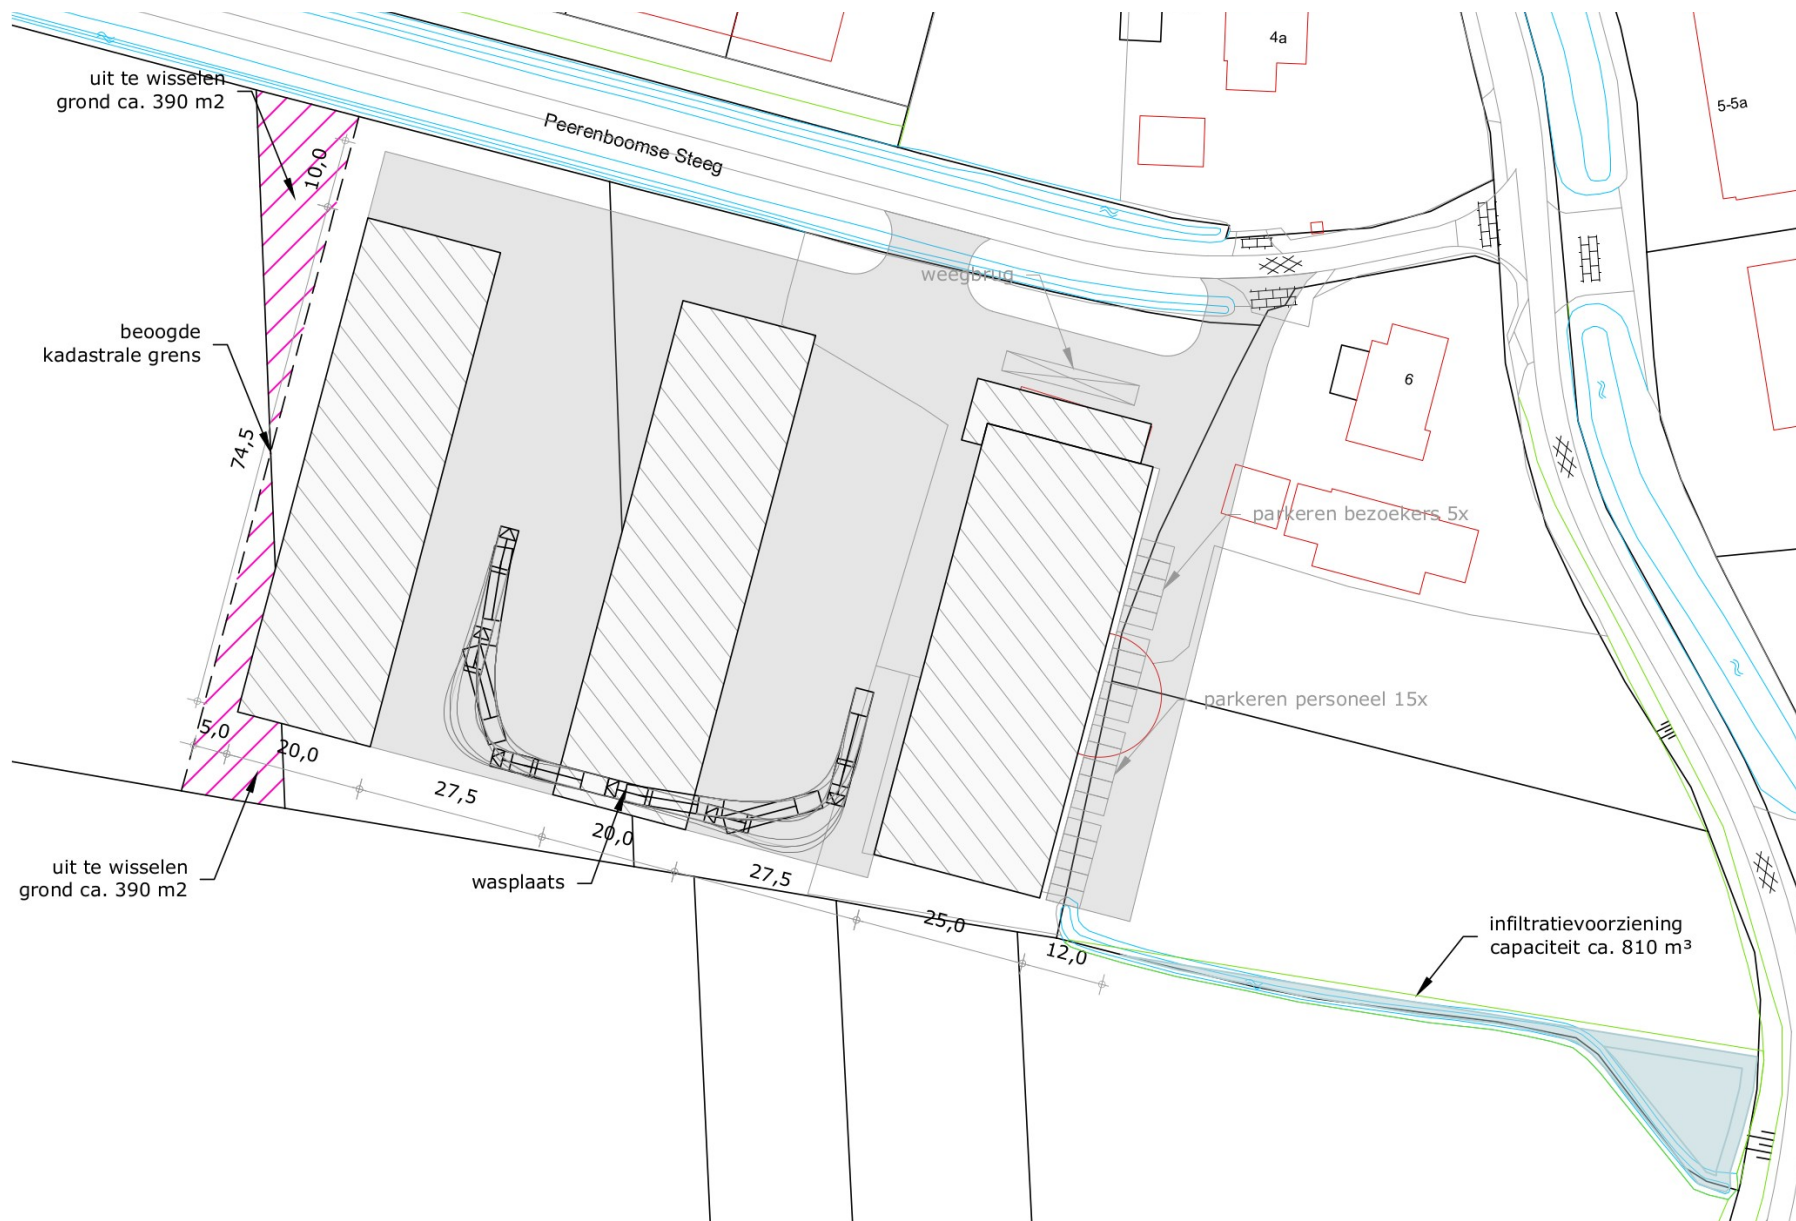 4a
5-5a
uit te wisselen
grond ca. 390 m2
Peerenboomse Steeg
10,0
weegbrug
beoogde
kadastrale grens
6
74,5
parkeren bezoekers 5x
parkeren personeel 15x
5,0
20,0
27,5
20,0
27,5
25,0
12,0
uit te wisselen
grond ca. 390 m2
wasplaats
infiltratievoorziening
capaciteit ca. 810 m³